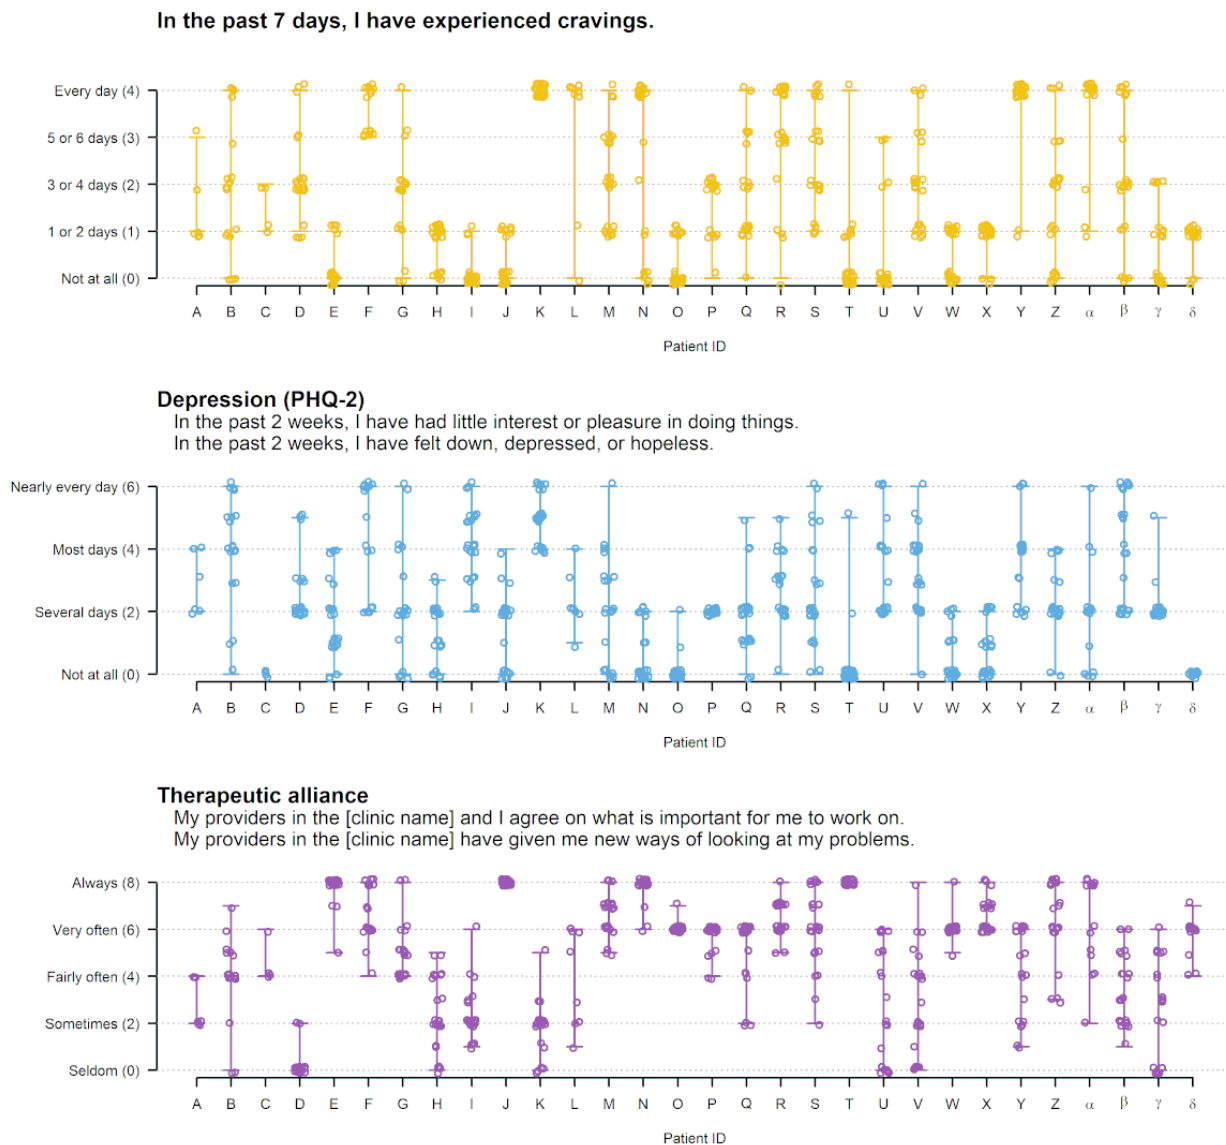 In the past 7 days, I have experienced cravings.
Every day (4)
5 or 6 days (3)
3 or 4 days (2)
1 or 2 days (1)
Not at all (0)
A B C D E F G H I J K L M N O P Q R S T U V W X Y Z α β γ δ
Patient ID
Depression (PHQ-2)
In the past 2 weeks, I have had little interest or pleasure in doing things.
In the past 2 weeks, I have felt down, depressed, or hopeless.
Nearly every day (6)
Most days (4)
Several days (2)
Not at all (0)
A B C D E F G H I J K L M N O P Q R S T U V W X Y Z α β γ δ
Patient ID
Therapeutic alliance
My providers in the [clinic name] and I agree on what is important for me to work on.
My providers in the [clinic name] have given me new ways of looking at my problems.
Always (8)
Very often (6)
Fairly often (4)
Sometimes (2)
Seldom (0)
A B C D E F G H I J K L M N O P Q R S T U V W X Y Z α β γ δ
Patient ID